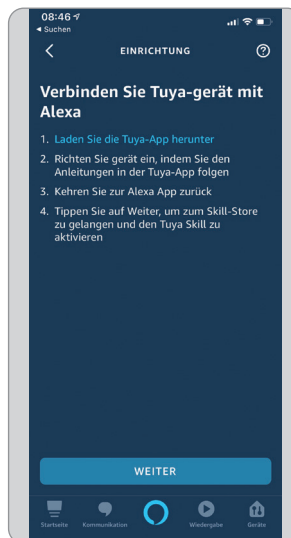 08:46
Suchen
EINRICHTUNG
Verbinden Sie Tuya-gerät mit
Alexa
1. Laden Sie die Tuya-App herunter
2. Richten Sie gerät ein, indem Sie den
Anleitungen in der Tuya-App folgen
3. Kehren Sie zur Alexa App zurück
4. Tippen Sie auf Weiter, um zum Skill-Store
zu gelangen und den Tuya Skill zu
aktivieren
WEITER
Startseite Kommunikation Wiedergabe Geräte